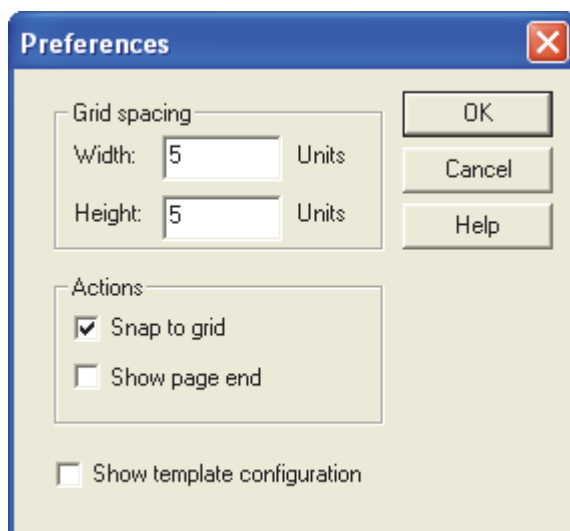 Preferences
Grid spacing
Width: 5 Units
Height: 5 Units
OK
Cancel
Help
Actions
Snap to grid
Show page end
Show template configuration